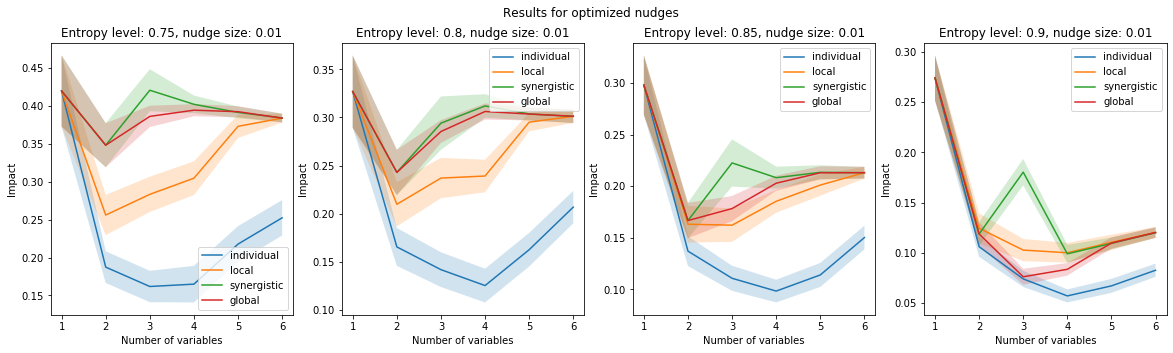 Results for optimized nudges
Entropy level: 0.75, nudge size: 0.01
Impact
0.45
0.40
0.35
0.30
0.25
0.20
0.15
individual
local
synergistic
global
1 2 3 4 5 6
Number of variables
Entropy level: 0.8, nudge size: 0.01
Impact
0.35
0.30
0.25
0.20
0.15
0.10
individual
local
synergistic
global
1 2 3 4 5 6
Number of variables
Entropy level: 0.85, nudge size: 0.01
Impact
0.30
0.25
0.20
0.15
0.10
individual
local
synergistic
global
1 2 3 4 5 6
Number of variables
Entropy level: 0.9, nudge size: 0.01
Impact
0.30
0.25
0.20
0.15
0.10
0.05
individual
local
synergistic
global
1 2 3 4 5 6
Number of variables